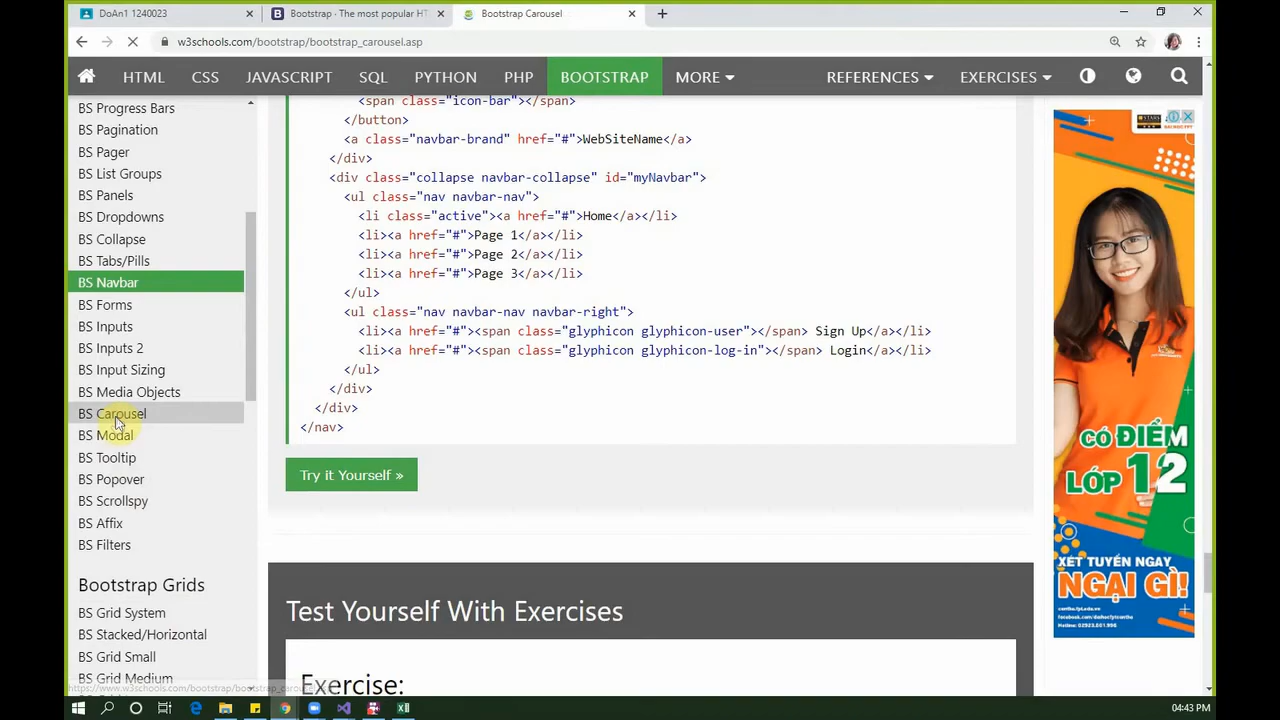 DoAn1 1240023
Bootstrap · The most popular HT
Bootstrap Carousel
w3schools.com/bootstrap/bootstrap_carousel.asp
HTML CSS JAVASCRIPT SQL PYTHON PHP BOOTSTRAP MORE REFERENCES EXERCISES
BS Progress Bars
BS Pagination
BS Pager
BS List Groups
BS Panels
BS Dropdowns
BS Collapse
BS Tabs/Pills
BS Navbar
BS Forms
BS Inputs
BS Inputs 2
BS Input Sizing
BS Media Objects
BS Carousel
BS Modal
BS Tooltip
BS Popover
BS Scrollspy
BS Affix
BS Filters
Bootstrap Grids
BS Grid System
BS Stacked/Horizontal
BS Grid Small
BS Grid Medium
<span class="icon-bar"></span>
</button>
<a class="navbar-brand" href="#">WebSiteName</a>
</div>
<div class="collapse navbar-collapse" id="myNavbar">
<ul class="nav navbar-nav">
<li class="active"><a href="#">Home</a></li>
<li><a href="#">Page 1</a></li>
<li><a href="#">Page 2</a></li>
<li><a href="#">Page 3</a></li>
</ul>
<ul class="nav navbar-nav navbar-right">
<li><a href="#"><span class="glyphicon glyphicon-user"></span> Sign Up</a></li>
<li><a href="#"><span class="glyphicon glyphicon-log-in"></span> Login</a></li>
</ul>
</div>
</div>
</nav>
Try it Yourself »
Test Yourself With Exercises
Exercise:
CÓ ĐIỂM
LỚP 12
XÉT TUYỂN NGAY
NGẠI GÌ!
04:43 PM